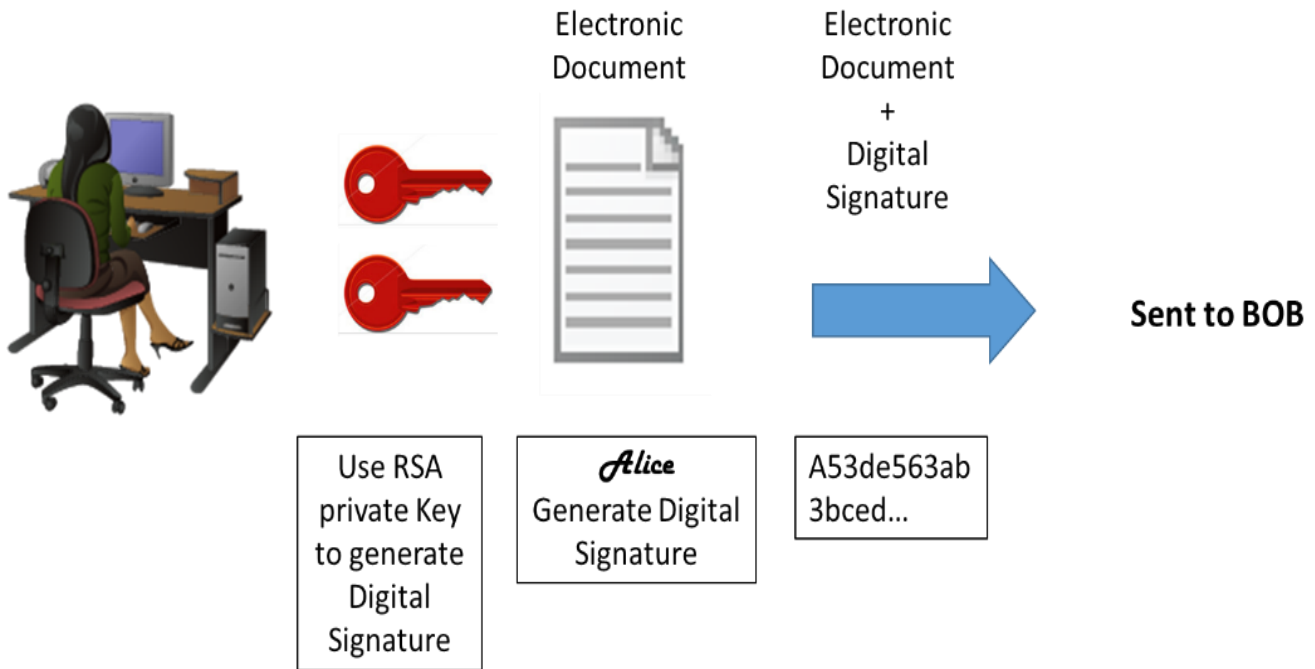 Electronic
Document
Electronic
Document
+
Digital
Signature
Sent to BOB
Use RSA
private Key
to generate
Digital
Signature
Alice
Generate Digital
Signature
A53de563ab
3bced...